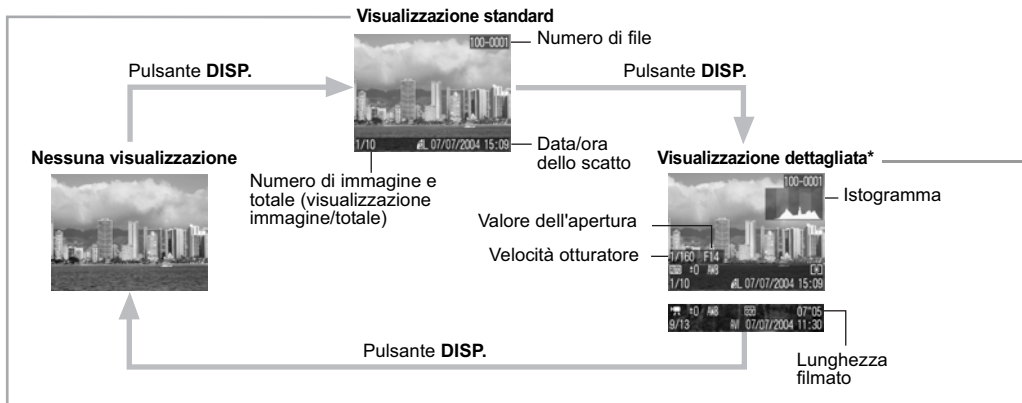 Visualizzazione standard
100-0001
Numero di file
Pulsante DISP.
Pulsante DISP.
1/10
L 07/07/2004 15:09
Data/ora
dello scatto
Nessuna visualizzazione
Numero di immagine e
totale (visualizzazione
immagine/totale)
Visualizzazione dettagliata*
100-0001
Istogramma
Valore dell'apertura
Velocità otturatore
1/160 F14
±0
1/10
L 07/07/2004 15:09
±0
07"05
9/13
07/07/2004 11:30
Pulsante DISP.
Lunghezza
filmato